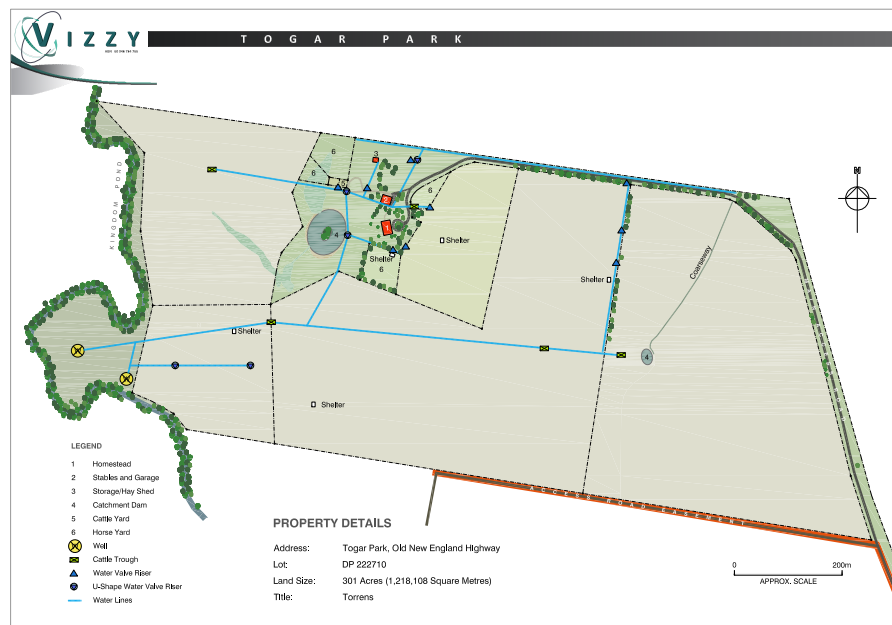 VIZZY
TOGAR PARK
N
KINGDOM POND
3
6
6
5
6
2
1
4
Shelter
Shelter
6
Shelter
Coarseway
Shelter
4
Shelter
LEGEND
1 Homestead
2 Stables and Garage
3 Storage/Hay Shed
4 Catchment Dam
5 Cattle Yard
6 Horse Yard
W Well
Cattle Trough
Water Valve Riser
U-Shape Water Valve Riser
Water Lines
PROPERTY DETAILS
Address: Togar Park, Old New England Highway
Lot: DP 222710
Land Size: 301 Acres (1,218,108 Square Metres)
Title: Torrens
0 200m
APPROX. SCALE